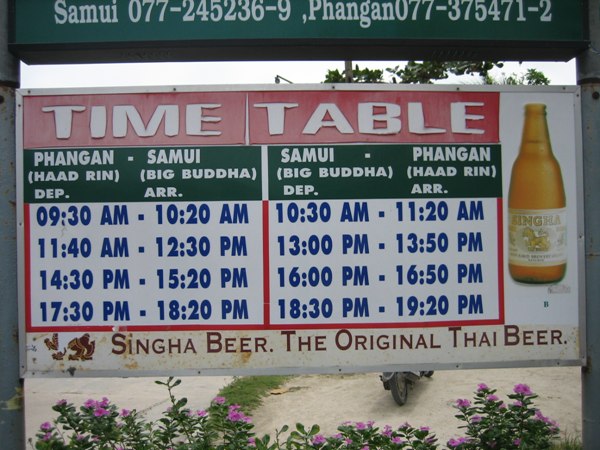 Samui 077-245236-9 ,Phangan077-375471-2
TIME TABLE
PHANGAN - SAMUI
(HAAD RIN) (BIG BUDDHA)
DEP. ARR.
09:30 AM - 10:20 AM
11:40 AM - 12:30 PM
14:30 PM - 15:20 PM
17:30 PM - 18:20 PM
SAMUI - PHANGAN
(BIG BUDDHA) (HAAD RIN)
DEP. ARR.
10:30 AM - 11:20 AM
13:00 PM - 13:50 PM
16:00 PM - 16:50 PM
18:30 PM - 19:20 PM
SINGHA
B
SINGHA BEER. THE ORIGINAL THAI BEER.